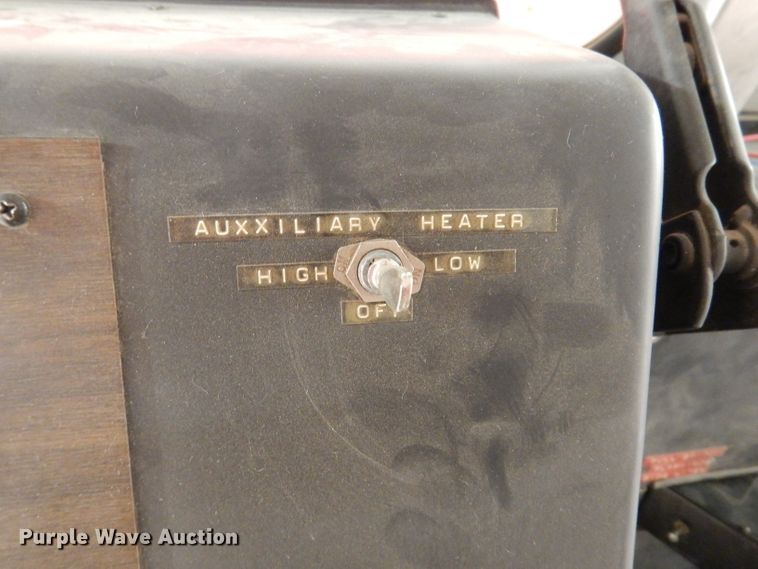 AUXXILIARY HEATER
HIGH LOW
OFF
Purple Wave Auction